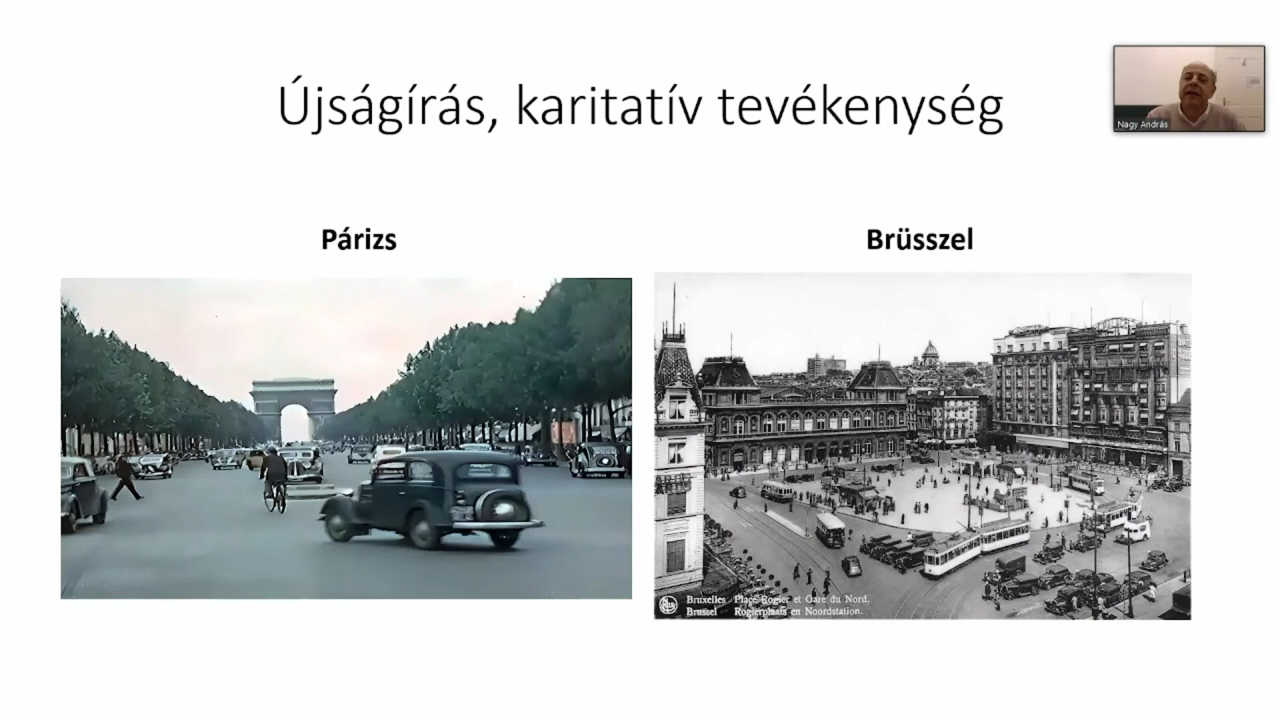 Újságírás, karitatív tevékenység
Nagy András
Párizs
Brüsszel
Bruxelles Place Rogier et Gare du Nord.
Brussel Rogierplaats en Noordstation.